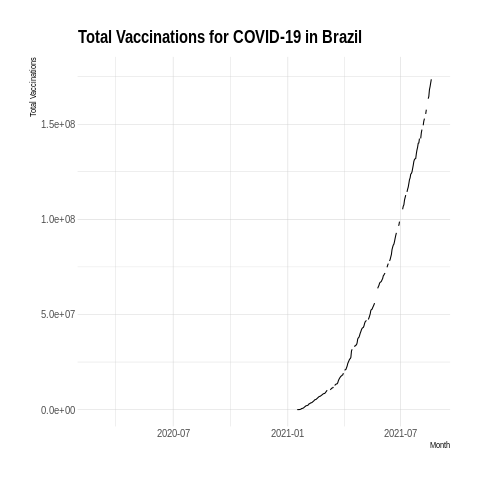 Total Vaccinations for COVID-19 in Brazil
Total Vaccinations
1.5e+08
1.0e+08
5.0e+07
0.0e+00
2020-07
2021-01
2021-07
Month